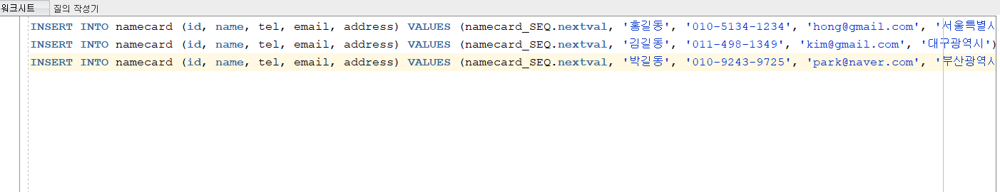 워크시트 질의 작성기
INSERT INTO namecard (id, name, tel, email, address) VALUES (namecard_SEQ.nextval, '홍길동', '010-5134-1234', 'hong@gmail.com', '서울특별시
INSERT INTO namecard (id, name, tel, email, address) VALUES (namecard_SEQ.nextval, '김길동', '011-498-1349', 'kim@gmail.com', '대구광역시')
INSERT INTO namecard (id, name, tel, email, address) VALUES (namecard_SEQ.nextval, '박길동', '010-9243-9725', 'park@naver.com', '부산광역시